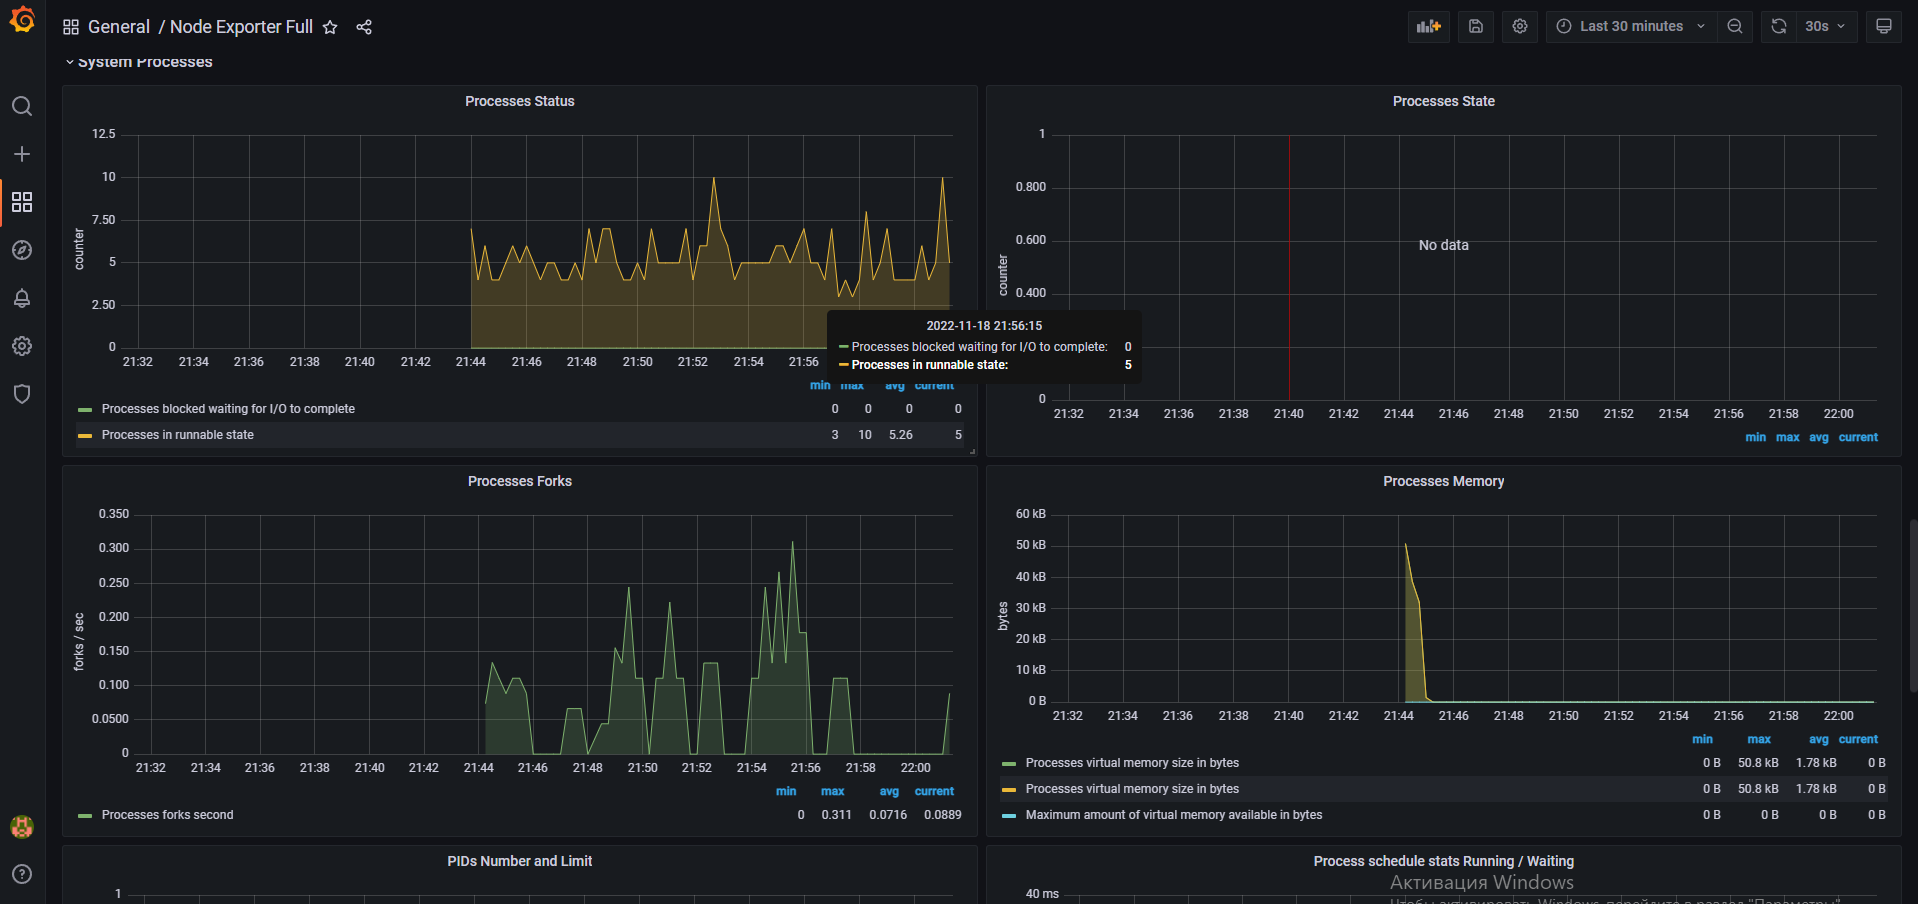 General / Node Exporter Full
Last 30 minutes
30s
System Processes
Processes Status
12.5
10
7.50
5
2.50
0
counter
21:32 21:34 21:36 21:38 21:40 21:42 21:44 21:46 21:48 21:50 21:52 21:54 21:56
min max avg current
Processes blocked waiting for I/O to complete 0 0 0 0
Processes in runnable state 3 10 5.26 5
2022-11-18 21:56:15
Processes blocked waiting for I/O to complete: 0
Processes in runnable state: 5
Processes State
1
0.800
0.600
0.400
0
counter
No data
21:32 21:34 21:36 21:38 21:40 21:42 21:44 21:46 21:48 21:50 21:52 21:54 21:56 21:58 22:00
min max avg current
Processes Forks
0.350
0.300
0.250
0.200
0.150
0.100
0.0500
0
forks / sec
21:32 21:34 21:36 21:38 21:40 21:42 21:44 21:46 21:48 21:50 21:52 21:54 21:56 21:58 22:00
min max avg current
Processes forks second 0 0.311 0.0716 0.0889
Processes Memory
60 kB
50 kB
40 kB
30 kB
20 kB
10 kB
0 B
bytes
21:32 21:34 21:36 21:38 21:40 21:42 21:44 21:46 21:48 21:50 21:52 21:54 21:56 21:58 22:00
min max avg current
Processes virtual memory size in bytes 0 B 50.8 kB 1.78 kB 0 B
Processes virtual memory size in bytes 0 B 50.8 kB 1.78 kB 0 B
Maximum amount of virtual memory available in bytes 0 B 0 B 0 B 0 B
PIDs Number and Limit
1
Process schedule stats Running / Waiting
40 ms
Активация Windows
Чтобы активировать Windows, перейдите в раздел "Параметры".